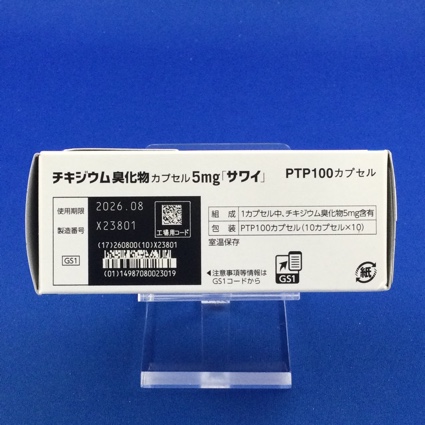 チキジウム臭化物カプセル5mg「サワイ」 PTP100カプセル
使用期限 2026.08
製造番号 X23801
工場用コード
(17)260800(10)X23801
GS1
(01)14987080023019
組成 1カプセル中、チキジウム臭化物5mg含有
包装 PTP100カプセル(10カプセル×10)
室温保存
◀注意事項等情報は
GS1コードから
GS1
紙